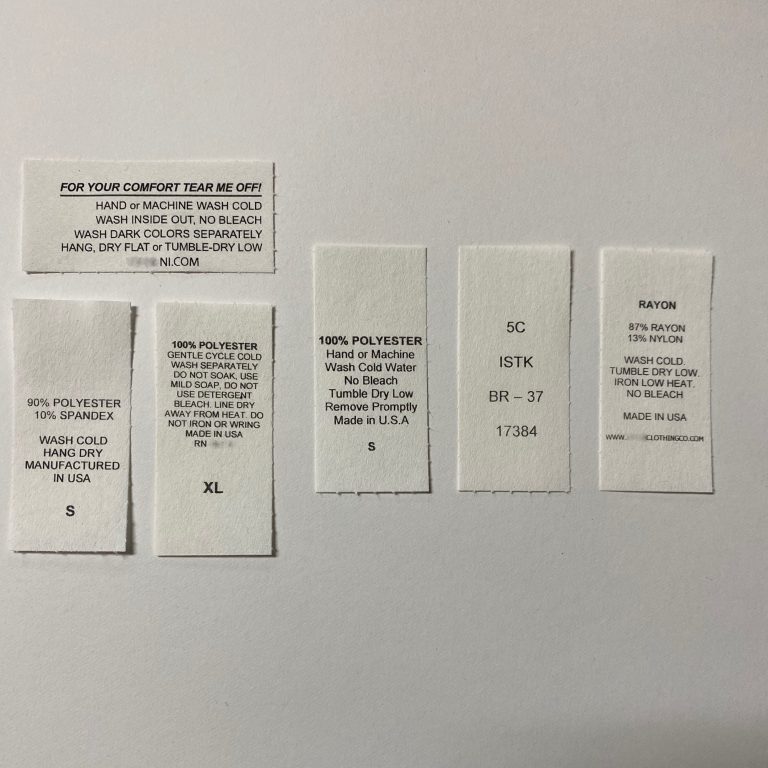 FOR YOUR COMFORT TEAR ME OFF!
HAND or MACHINE WASH COLD
WASH INSIDE OUT, NO BLEACH
WASH DARK COLORS SEPARATELY
HANG, DRY FLAT or TUMBLE-DRY LOW
NI.COM
90% POLYESTER
10% SPANDEX
WASH COLD
HANG DRY
MANUFACTURED
IN USA
S
100% POLYESTER
GENTLE CYCLE COLD
WASH SEPARATELY
DO NOT SOAK, USE
MILD SOAP, DO NOT
USE DETERGENT
BLEACH. LINE DRY
AWAY FROM HEAT. DO
NOT IRON OR WRING
MADE IN USA
RN
XL
100% POLYESTER
Hand or Machine
Wash Cold Water
No Bleach
Tumble Dry Low
Remove Promptly
Made in U.S.A
S
5C
ISTK
BR – 37
17384
RAYON
87% RAYON
13% NYLON
WASH COLD.
TUMBLE DRY LOW.
IRON LOW HEAT.
NO BLEACH
MADE IN USA
WWW. CLOTHINGCO.COM